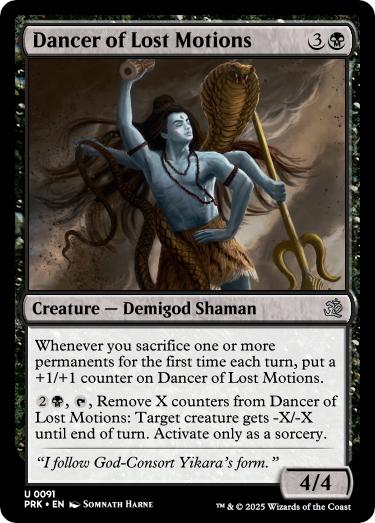 Dancer of Lost Motions 3
Creature — Demigod Shaman
Whenever you sacrifice one or more
permanents for the first time each turn, put a
+1/+1 counter on Dancer of Lost Motions.
2, , Remove X counters from Dancer of
Lost Motions: Target creature gets -X/-X
until end of turn. Activate only as a sorcery.
“I follow God-Consort Yikara’s form.”
4/4
U 0091
PRK • EN Somnath Harne
™ & © 2025 Wizards of the Coast